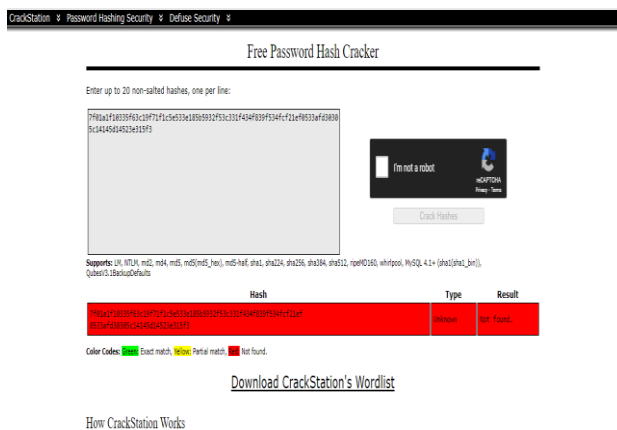 CrackStation ⌄ Password Hashing Security ⌄ Defuse Security ⌄
Free Password Hash Cracker
Enter up to 20 non-salted hashes, one per line:
I'm not a robot
reCAPTCHA
Privacy - Terms
Crack Hashes
Supports: LM, NTLM, md2, md4, md5, md5(md5_hex), md5-half, sha1, sha224, sha256, sha384, sha512, ripeMD160, whirlpool, MySQL 4.1+ (sha1(sha1_bin)),
QubesV3.1BackupDefaults
Hash Type Result
Unknown Not found.
Color Codes: Green: Exact match, Yellow: Partial match, Red: Not found.
Download CrackStation's Wordlist
How CrackStation Works